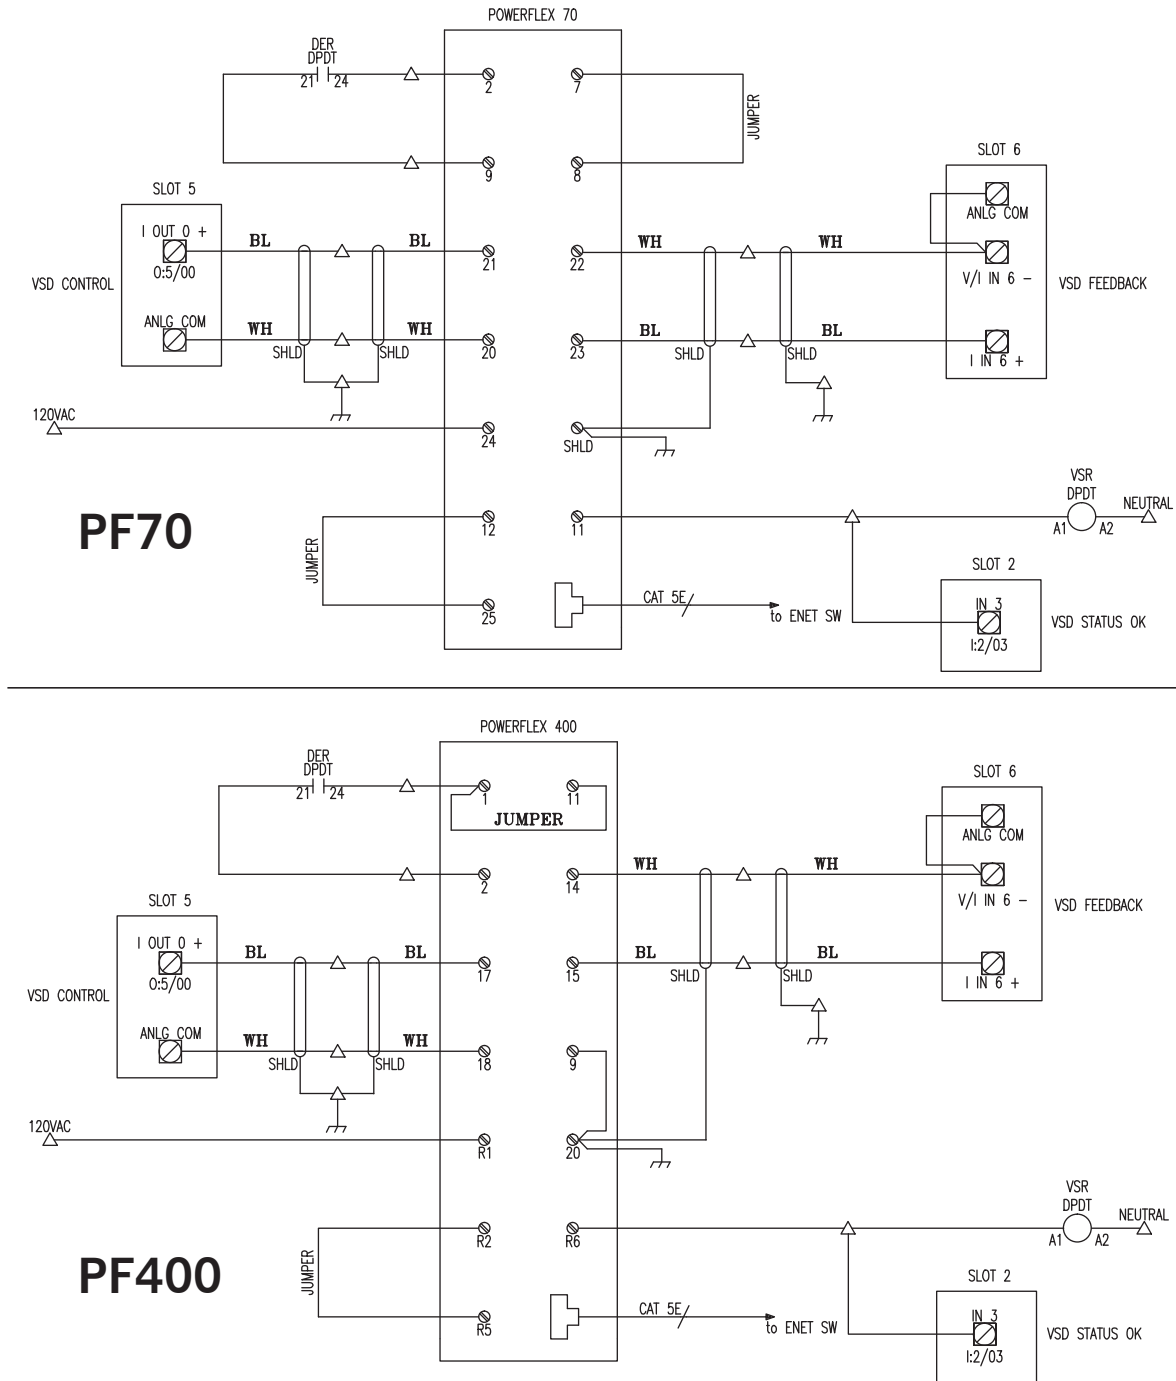 POWERFLEX 70
DER
DPDT
21 24
2
7
JUMPER
9
8
SLOT 5
SLOT 6
I OUT 0 +
BL
BL
21
O:5/00
22
WH
WH
ANLG COM
V/I IN 6 -
VSD CONTROL
VSD FEEDBACK
ANLG COM
WH
WH
20
SHLD
SHLD
23
BL
BL
SHLD
SHLD
I IN 6 +
120VAC
24
SHLD
PF70
12
11
JUMPER
VSR
DPDT
A1 A2
NEUTRAL
25
CAT 5E
to ENET SW
SLOT 2
IN 3
I:2/03
VSD STATUS OK
POWERFLEX 400
DER
DPDT
21 24
1
11
JUMPER
2
14
WH
WH
SLOT 6
ANLG COM
V/I IN 6 -
VSD FEEDBACK
SLOT 5
I OUT 0 +
BL
BL
O:5/00
17
15
BL
BL
SHLD
SHLD
I IN 6 +
VSD CONTROL
ANLG COM
WH
WH
SHLD
SHLD
18
9
120VAC
R1
20
PF400
R2
R6
JUMPER
VSR
DPDT
A1 A2
NEUTRAL
R5
CAT 5E
to ENET SW
SLOT 2
IN 3
I:2/03
VSD STATUS OK